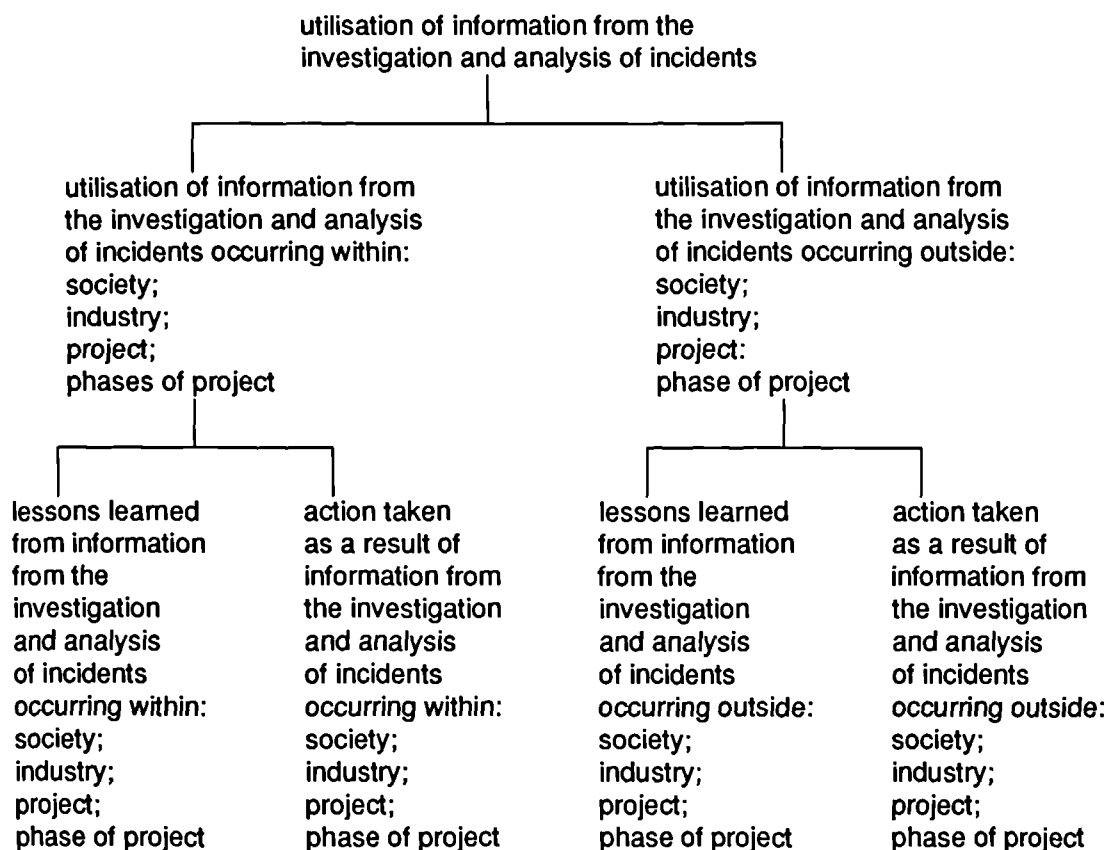 utilisation of information from the
investigation and analysis of incidents
utilisation of information from
the investigation and analysis
of incidents occurring within:
society;
industry;
project;
phases of project
utilisation of information from
the investigation and analysis
of incidents occurring outside:
society;
industry;
project:
phase of project
lessons learned
from information
from the
investigation
and analysis
of incidents
occurring within:
society;
industry;
project;
phase of project
action taken
as a result of
information from
the investigation
and analysis
of incidents
occurring within:
society;
industry;
project;
phase of project
lessons learned
from information
from the
investigation
and analysis
of incidents
occurring outside:
society;
industry;
project;
phase of project
action taken
as a result of
information from
the investigation
and analysis
of incidents
occurring outside:
society;
industry;
project;
phase of project